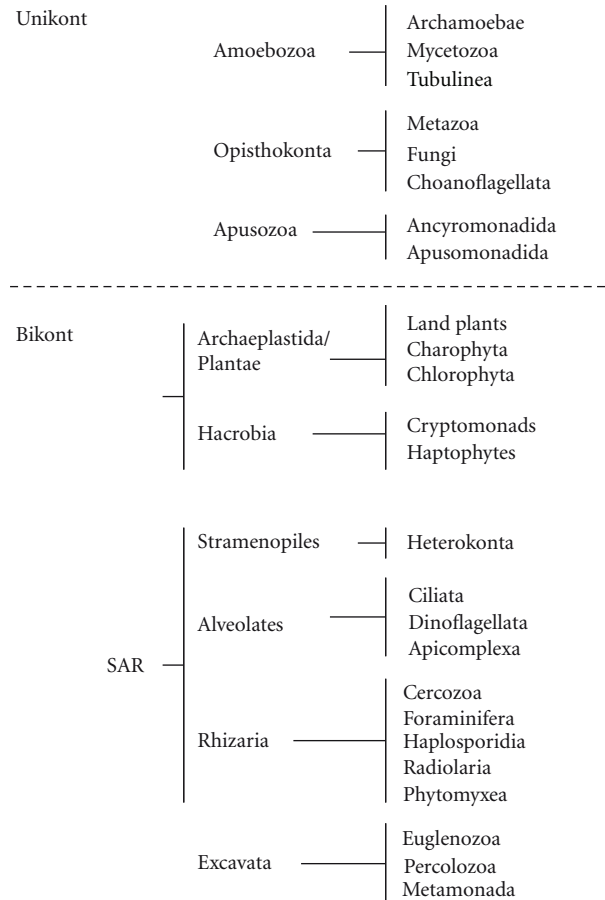 Unikont
Amoebozoa
Archamoebae
Mycetozoa
Tubulinea
Opisthokonta
Metazoa
Fungi
Choanoflagellata
Apusozoa
Ancyromonadida
Apusomonadida
Bikont
Archaeplastida/
Plantae
Land plants
Charophyta
Chlorophyta
Hacrobia
Cryptomonads
Haptophytes
SAR
Stramenopiles
Heterokonta
Alveolates
Ciliata
Dinoflagellata
Apicomplexa
Rhizaria
Cercozoa
Foraminifera
Haplosporidia
Radiolaria
Phytomyxea
Excavata
Euglenozoa
Percolozoa
Metamonada